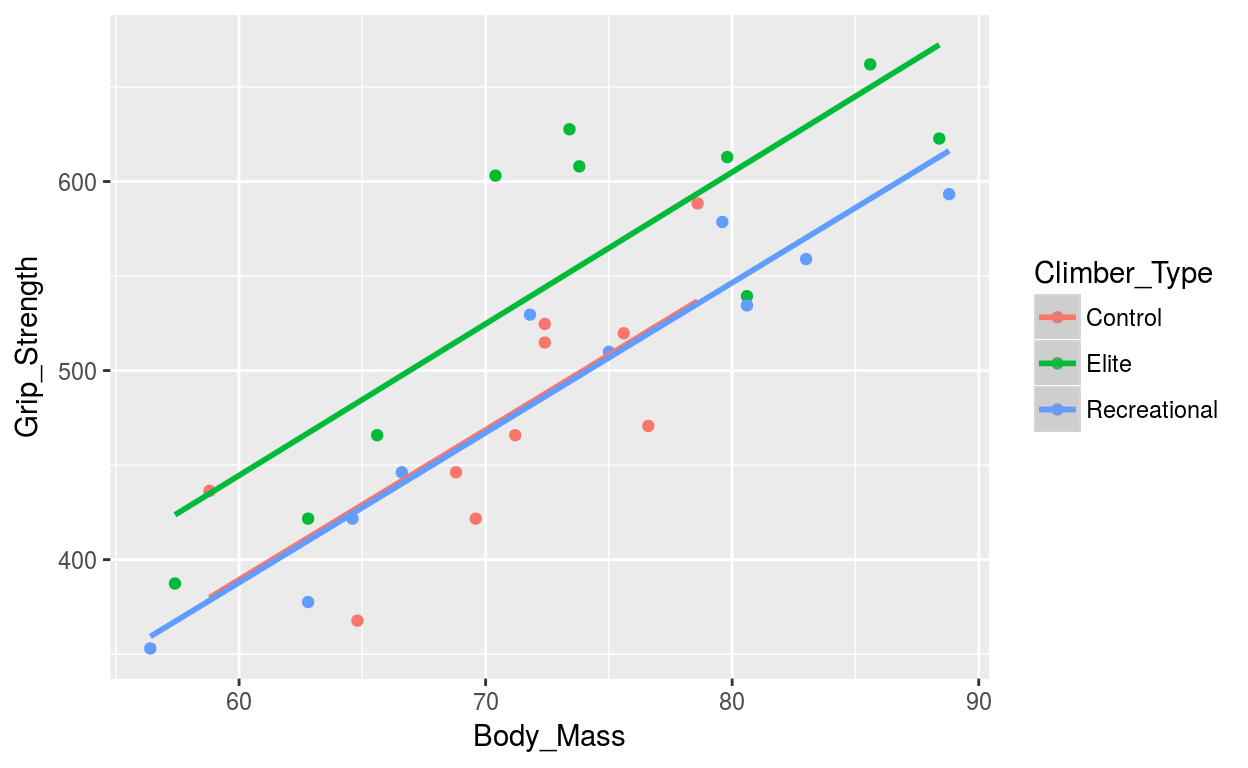 Grip_Strength
600
500
400
60
70
80
90
Body_Mass
Climber_Type
Control
Elite
Recreational